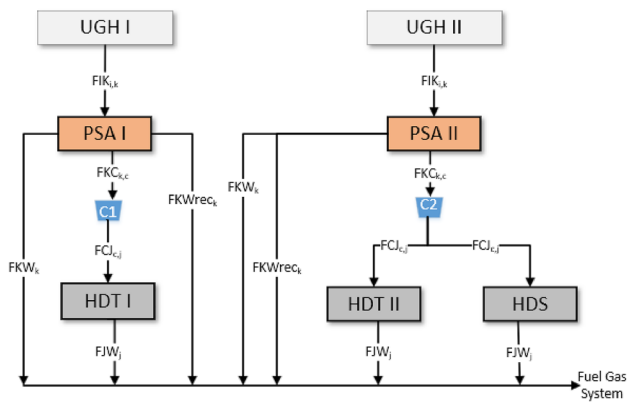 UGH I
UGH II
FIKi,k
FIKi,k
PSA I
PSA II
FKCk,c
FKCk,c
FKWk
FKWreck
C1
C2
FCJc,j
FCJc,j
FCJc,j
FKWk
FKWreck
HDT I
HDT II
HDS
FJWj
FJWj
FJWj
Fuel Gas
System